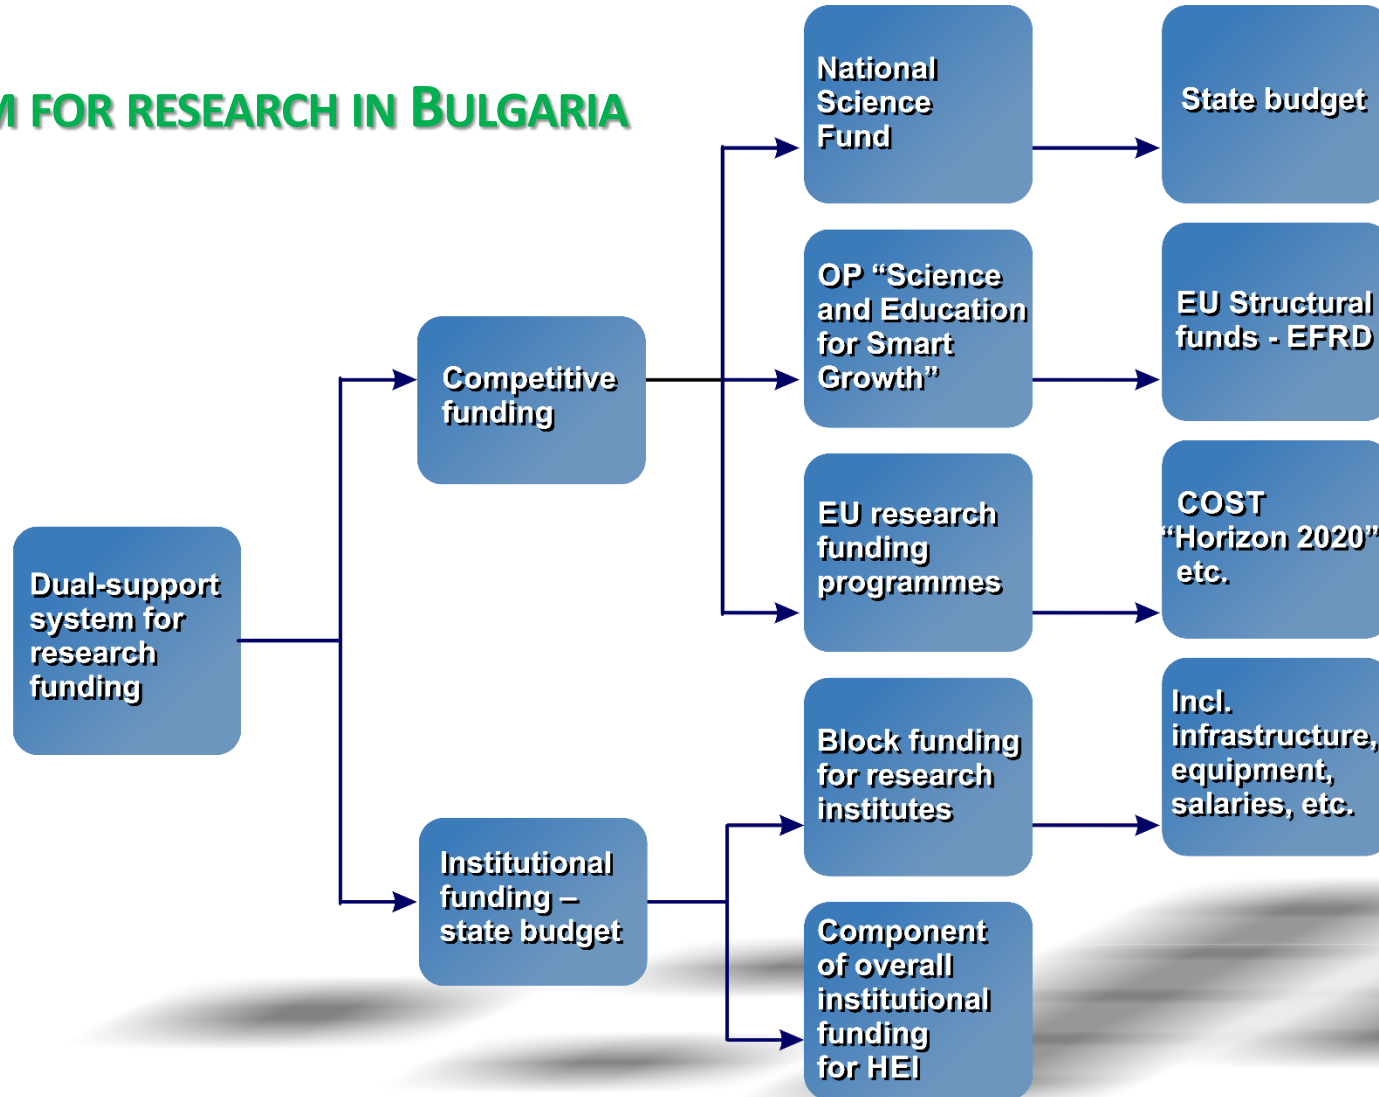 M FOR RESEARCH IN BULGARIA
National
Science
Fund
State budget
OP “Science
and Education
for Smart
Growth”
EU Structural
funds - EFRD
Competitive
funding
EU research
funding
programmes
COST
“Horizon 2020”
etc.
Dual-support
system for
research
funding
Block funding
for research
institutes
Incl.
infrastructure,
equipment,
salaries, etc.
Institutional
funding –
state budget
Component
of overall
institutional
funding
for HEI